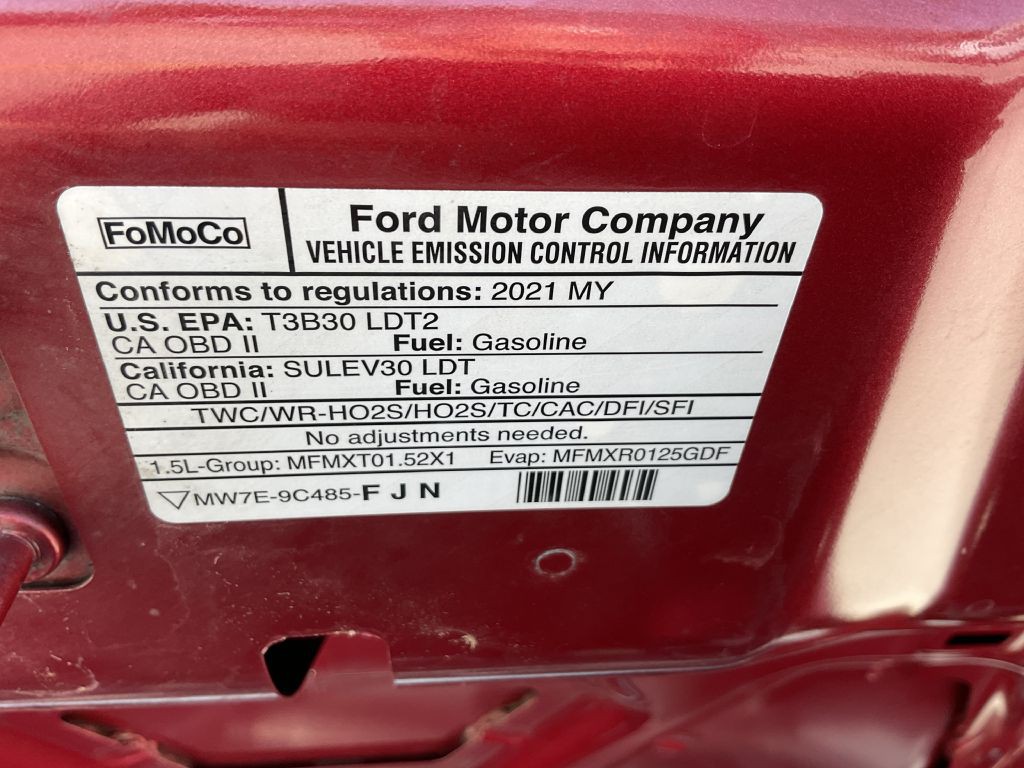 FoMoCo
Ford Motor Company
VEHICLE EMISSION CONTROL INFORMATION
Conforms to regulations: 2021 MY
U.S. EPA: T3B30 LDT2
CA OBD II Fuel: Gasoline
California: SULEV30 LDT
CA OBD II Fuel: Gasoline
TWC/WR-HO2S/HO2S/TC/CAC/DFI/SFI
No adjustments needed.
1.5L-Group: MFMXT01.52X1 Evap: MFMXR0125GDF
MW7E-9C485-F J N